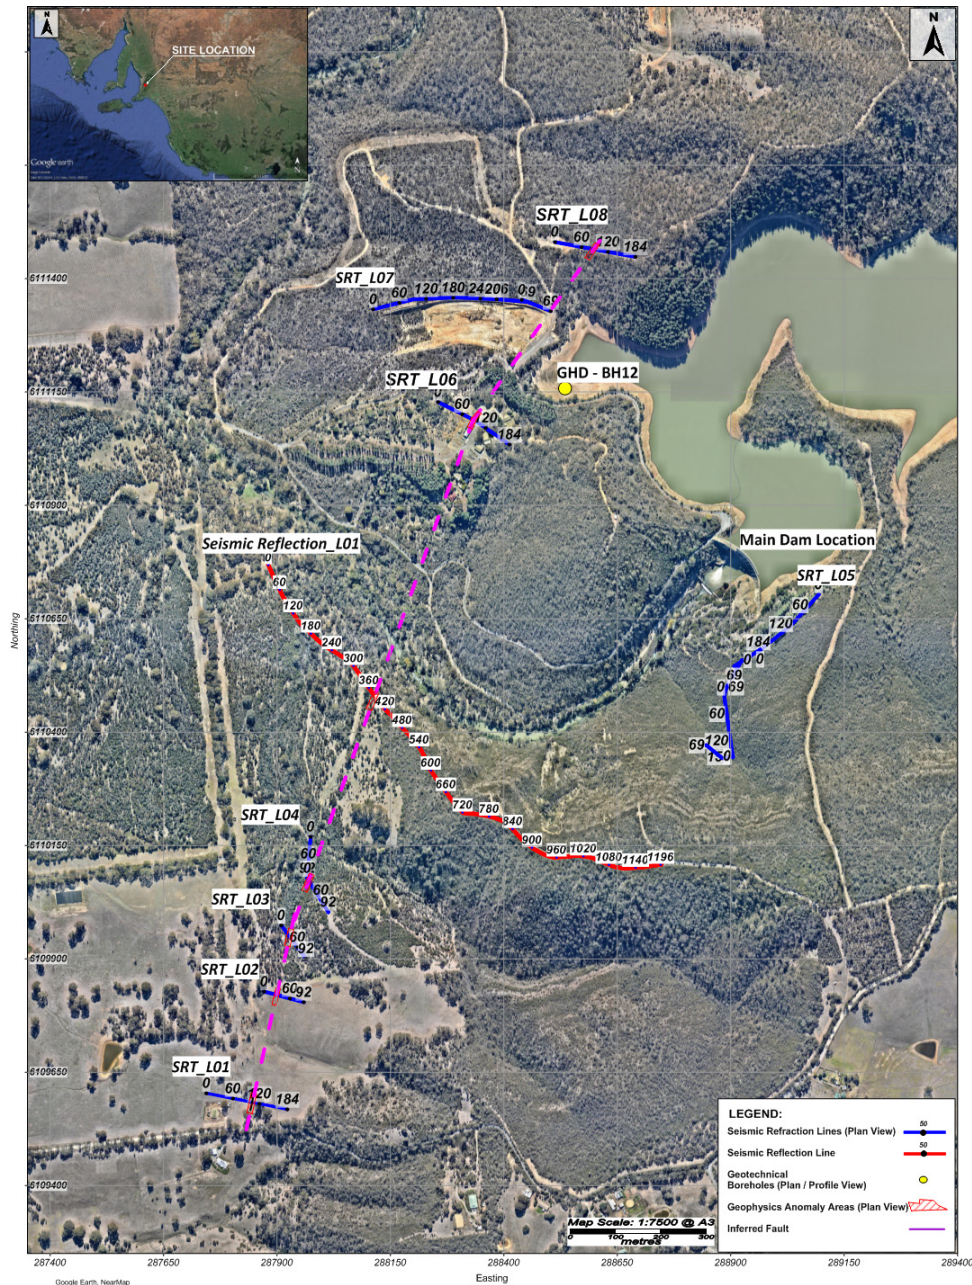 N
SITE LOCATION
Google earth
N
N
SRT_L08
0 60 120 184
SRT_L07
0 60 120 180 24 206 0 9 69
6111400
GHD - BH12
SRT_L06
0 60 120 184
6111150
6110900
Seismic Reflection_L01
0
60
120
180
240
300
360
420
480
540
600
660
720
780
840
900
960
1020
1080
1140
1196
Main Dam Location
SRT_L05
0
60
120
184
0 0
69
0 69
60
69 120
6110650
Northing
6110400
SRT_L04
0
60
60
92
6110150
SRT_L03
0
60
92
6109900
SRT_L02
0 60 92
6109650
SRT_L01
0 60 120 184
6109400
LEGEND:
Seismic Refraction Lines (Plan View)
50
Seismic Reflection Line
50
Geotechnical
Boreholes (Plan / Profile View)
Geophysics Anomaly Areas (Plan View)
Inferred Fault
Map Scale: 1:7500 @ A3
0 100 200 300
metres
287400 287650 287900 288150 288400 288650 288900 289150 289400
Easting
Google Earth, NearMap